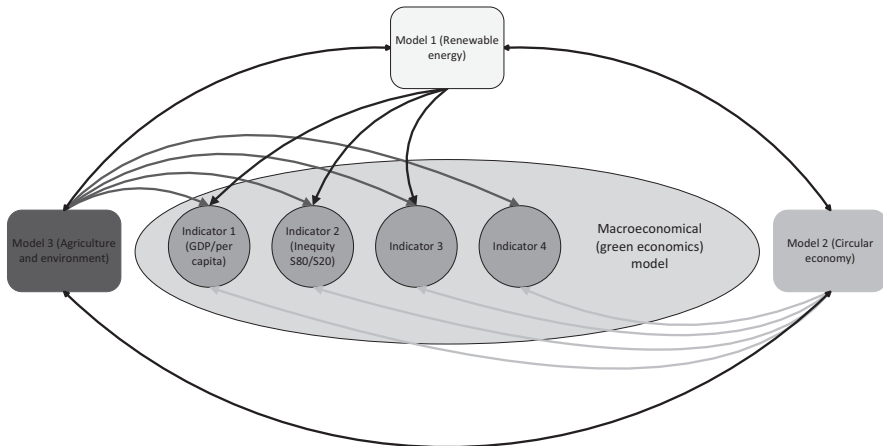 Model 1 (Renewable
energy)
Model 3 (Agriculture
and environment)
Indicator 1
(GDP/per
capita)
Indicator 2
(Inequity
S80/S20)
Indicator 3
Indicator 4
Macroeconomical
(green economics)
model
Model 2 (Circular
economy)